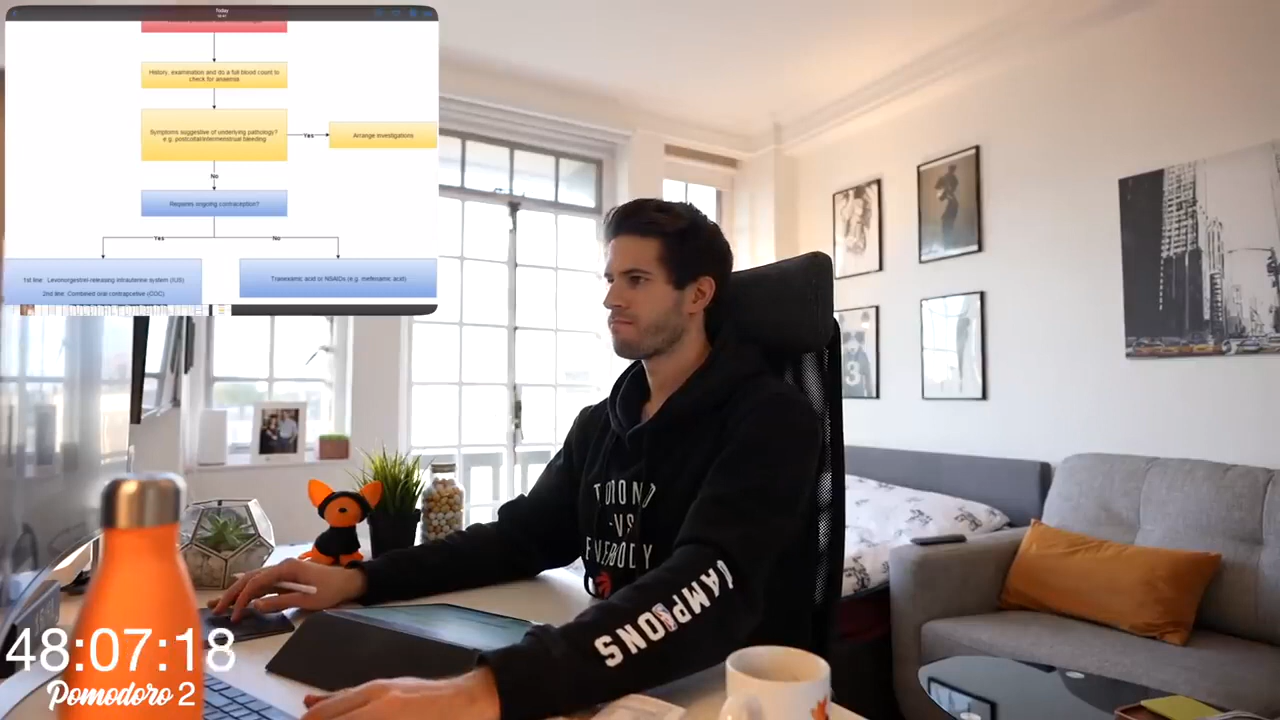 Today
History, examination and do a full blood count to
check for anaemia
Symptoms suggestive of underlying pathology?
e.g. postcoital/intermenstrual bleeding
Yes
Arrange investigations
No
Requires ongoing contraception?
Yes
No
1st line: Levonorgestrel-releasing intrauterine system (IUS)
2nd line: Combined oral contraceptive (COC)
Tranexamic acid or NSAIDs (e.g. mefenamic acid)
-VS-
EVERYBODY
3
48:07:18
Pomodoro 2